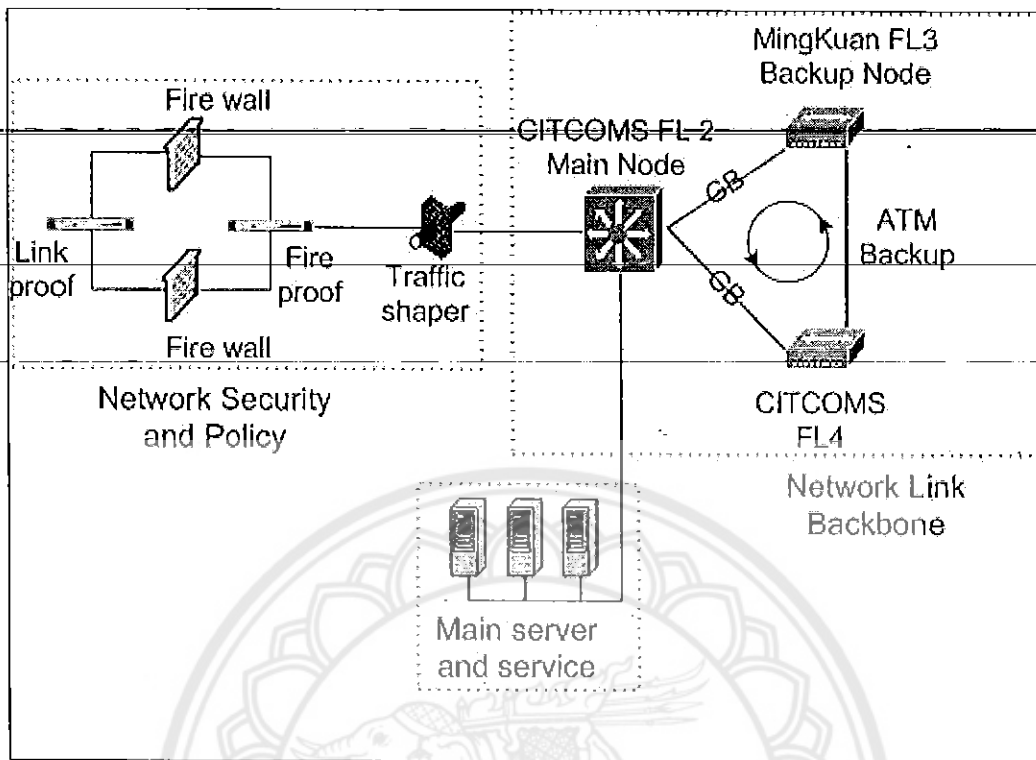 Fire wall
Link
proof
Fire
proof
Fire wall
Traffic
shaper
Network Security
and Policy
CITCOMS FL 2
Main Node
MingKuan FL3
Backup Node
GB
GB
ATM
Backup
CITCOMS
FL4
Network Link
Backbone
Main server
and service